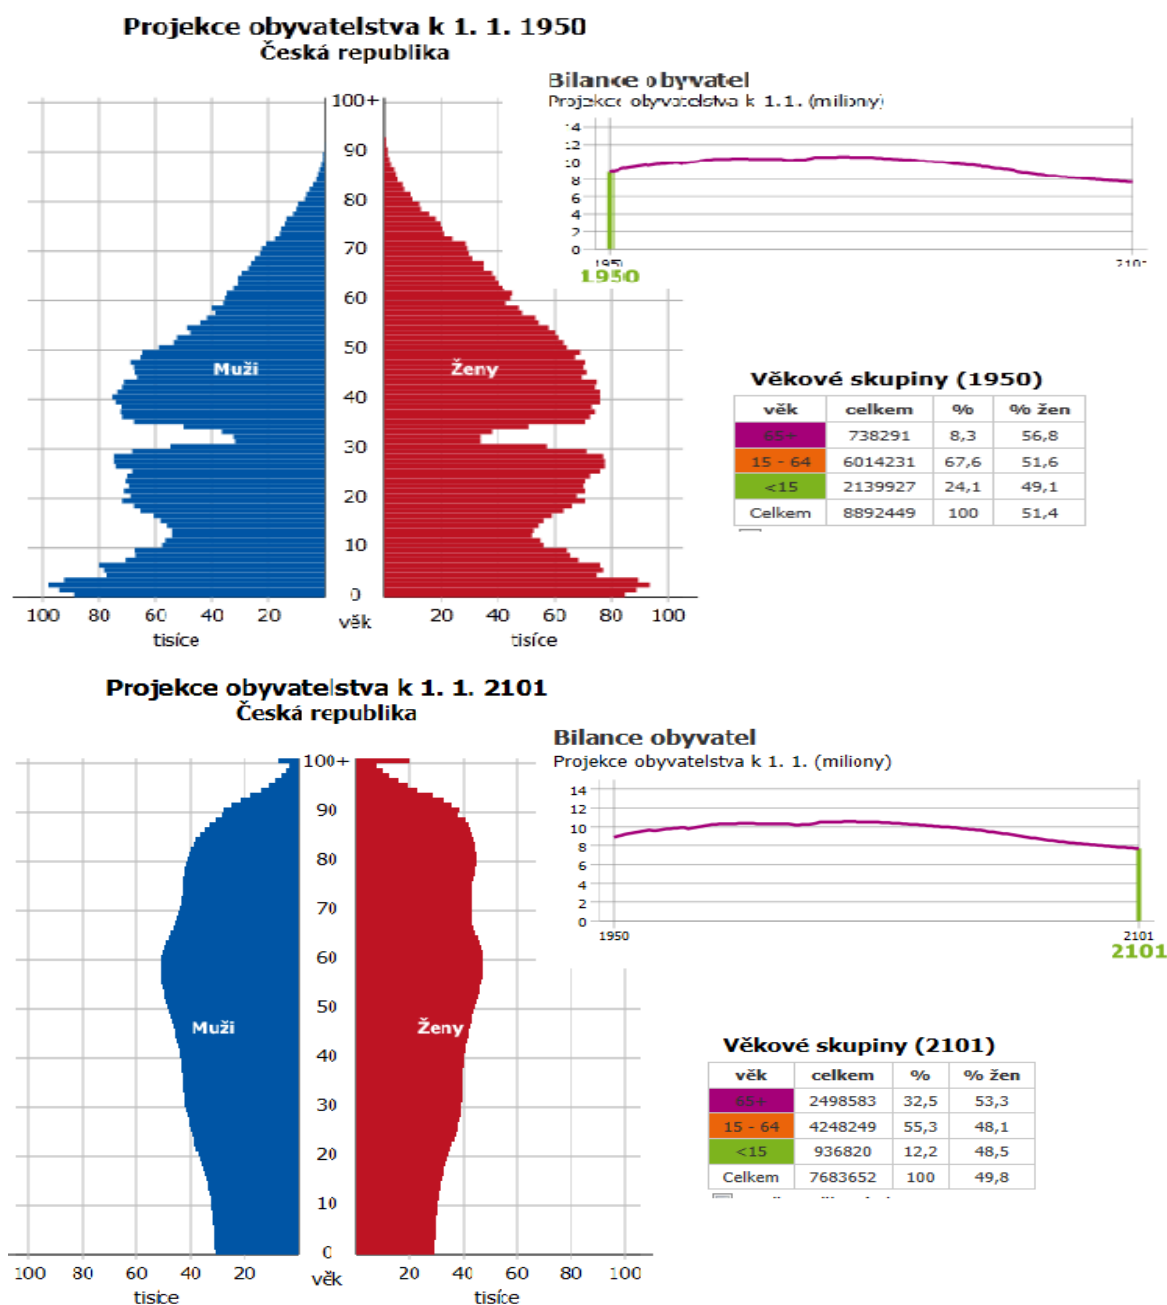 Projekce obyvatelstva k 1. 1. 1950
Česká republika
100+
90
80
70
60
50
40
30
20
10
0
Muži
Ženy
100 80 60 40 20
věk
20 40 60 80 100
tisíce
tisíce
Bilance obyvatel
Projekce obyvatelstva k 1.1. (miliony)
14
12
10
8
6
4
2
0
1950
1950
Věkové skupiny (1950)
věk celkem % % žen
65+ 738291 8,3 56,8
15 - 64 6014231 67,6 51,6
<15 2139927 24,1 49,1
Celkem 8892449 100 51,4
Projekce obyvatelstva k 1. 1. 2101
Česká republika
100+
90
80
70
60
50
40
30
20
10
0
Muži
Ženy
100 80 60 40 20
věk
20 40 60 80 100
tisíce
tisíce
Bilance obyvatel
Projekce obyvatelstva k 1. 1. (miliony)
14
12
10
8
6
4
2
0
1950
2101
2101
Věkové skupiny (2101)
věk celkem % % žen
65+ 2498583 32,5 53,3
15 - 64 4248249 55,3 48,1
<15 936820 12,2 48,5
Celkem 7683652 100 49,8